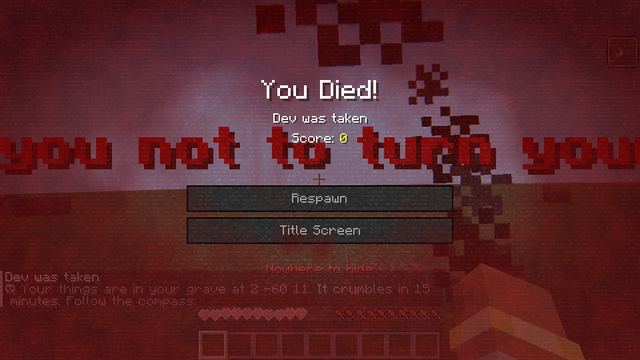 You Died!
Dev was taken
Score: 0
you not to turn your
Respawn
Title Screen
Nowhere to hide
Dev was taken
☠ Your things are in your grave at 2 -60 11. It crumbles in 15
minutes. Follow the compass.